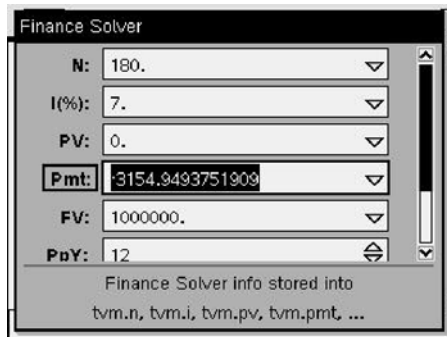 Finance Solver
N: 180.
I(%): 7.
PV: 0.
Pmt: -3154.9493751909
FV: 1000000.
PpY: 12
Finance Solver info stored into
tvm.n, tvm.i, tvm.pv, tvm.pmt, ...